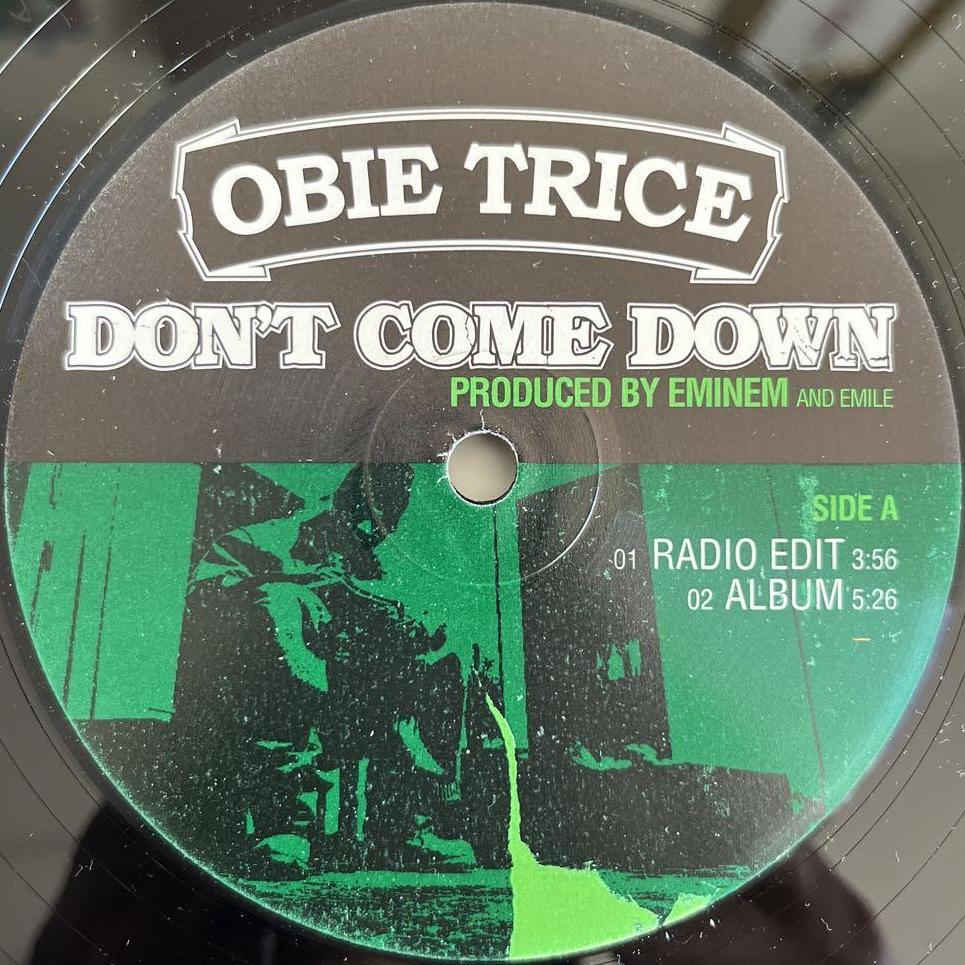 OBIE TRICE
DON'T COME DOWN
PRODUCED BY EMINEM AND EMILE
SIDE A
01 RADIO EDIT 3:56
02 ALBUM 5:26